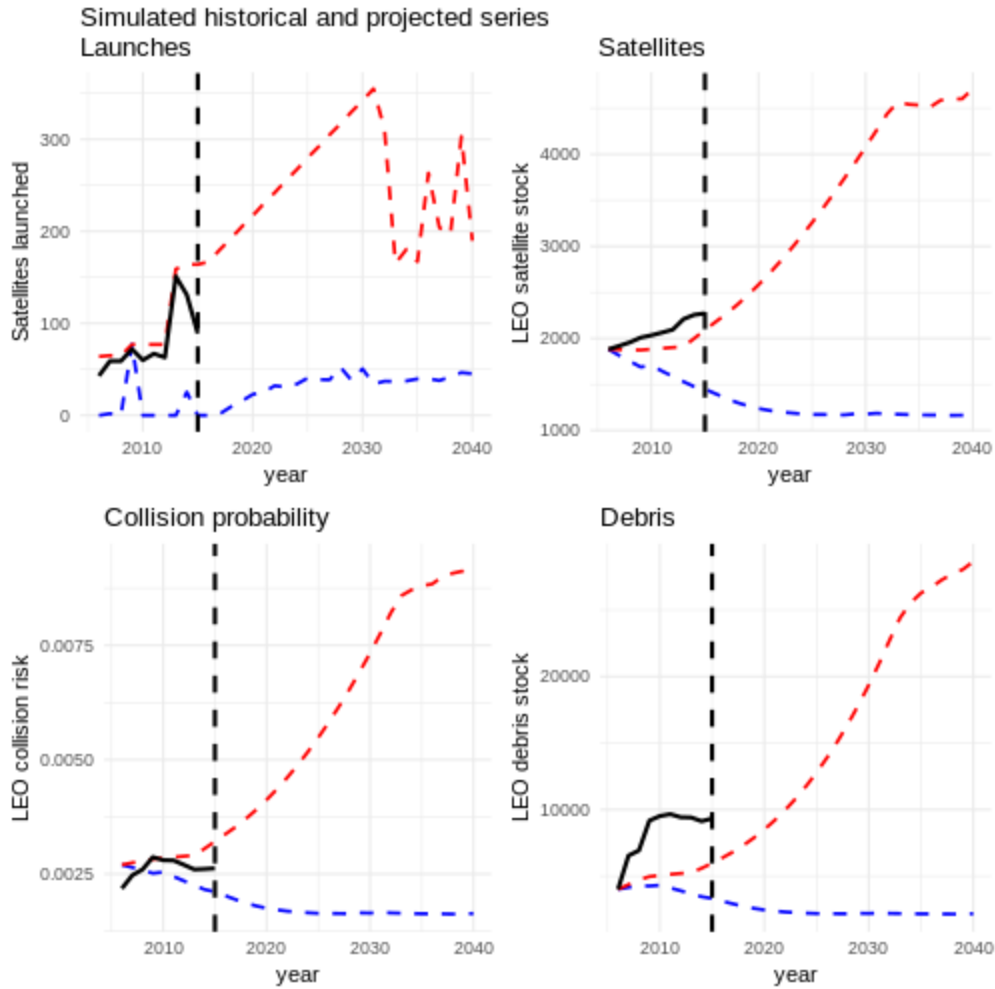 Simulated historical and projected series
Launches
Satellites launched
300
200
100
0
2010
2020
2030
2040
year
Satellites
LEO satellite stock
4000
3000
2000
1000
2010
2020
2030
2040
year
Collision probability
LEO collision risk
0.0075
0.0050
0.0025
2010
2020
2030
2040
year
Debris
LEO debris stock
20000
10000
2010
2020
2030
2040
year